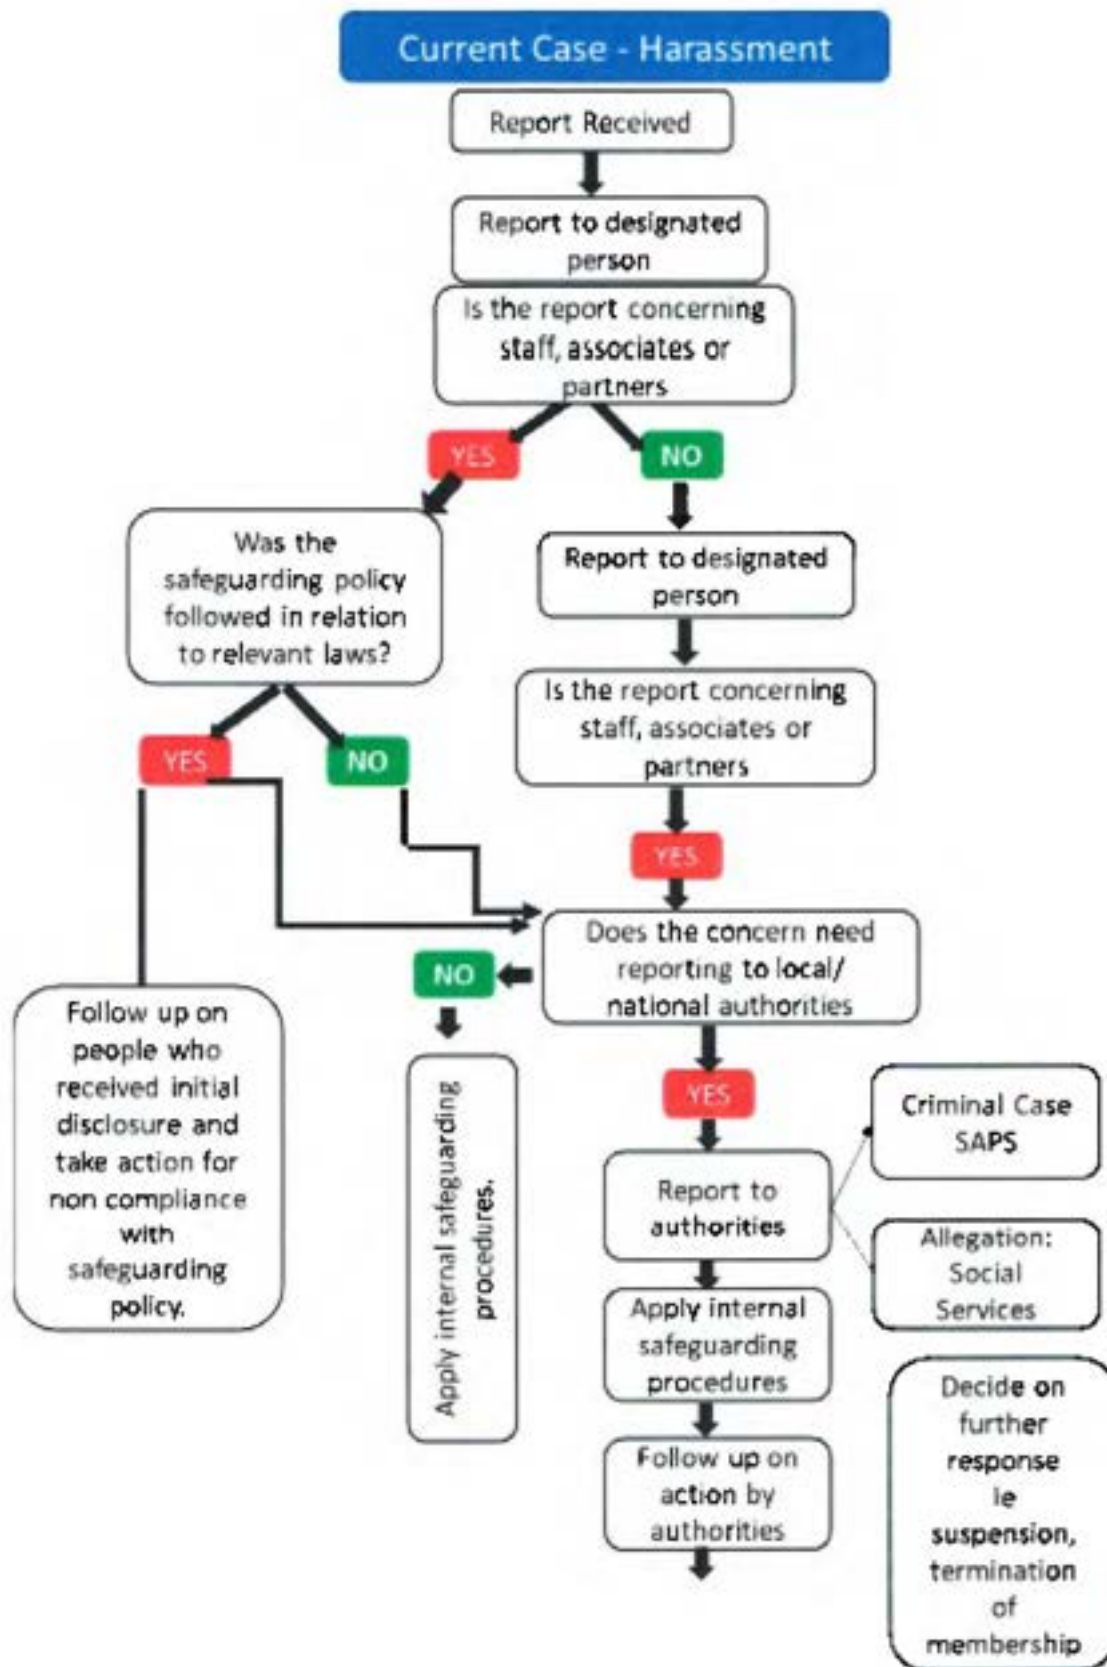 Current Case - Harassment
Report Received
Report to designated
person
Is the report concerning
staff, associates or
partners
YES
NO
Was the
safeguarding policy
followed in relation
to relevant laws?
Report to designated
person
Is the report concerning
staff, associates or
partners
YES
NO
YES
Does the concern need
reporting to local/
national authorities
NO
Follow up on
people who
received initial
disclosure and
take action for
non compliance
with
safeguarding
policy.
Apply internal safeguarding
procedures.
YES
Report to
authorities
Criminal Case
SAPS
Allegation:
Social
Services
Apply internal
safeguarding
procedures
Follow up on
action by
authorities
Decide on
further
response
ie
suspension,
termination
of
membership